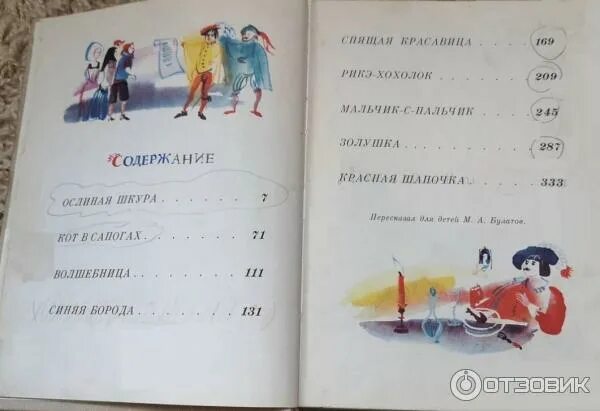 СОДЕРЖАНИЕ
ОСЛИНАЯ ШКУРА . . . . . . . . 7
КОТ В САПОГАХ . . . . . . . . 71
ВОЛШЕБНИЦА . . . . . . . . . 111
СИНЯЯ БОРОДА . . . . . . . . 131
СПЯЩАЯ КРАСАВИЦА . . . . . 169
РИКЭ-ХОХОЛОК . . . . . . . . 209
МАЛЬЧИК-С-ПАЛЬЧИК . . . . . 245
ЗОЛУШКА . . . . . . . . . . . 287
КРАСНАЯ ШАПОЧКА . . . . . . 333
Пересказал для детей М. А. Булатов.
ОТЗОВИК